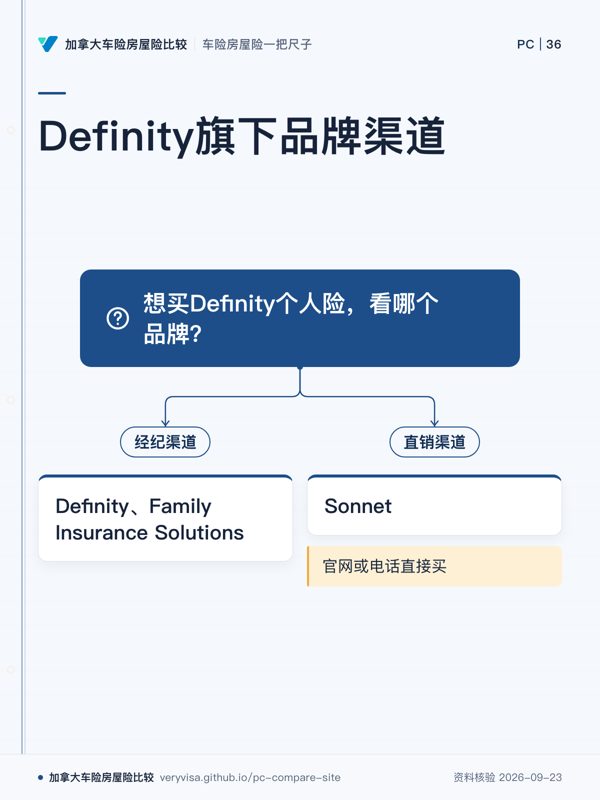 加拿大车险房屋险比较 车险房屋险一把尺子 PC | 36
Definity旗下品牌渠道
想买Definity个人险，看哪个
品牌？
经纪渠道
直销渠道
Definity、Family
Insurance Solutions
Sonnet
官网或电话直接买
加拿大车险房屋险比较 veryvisa.github.io/pc-compare-site 资料核验 2026-09-23